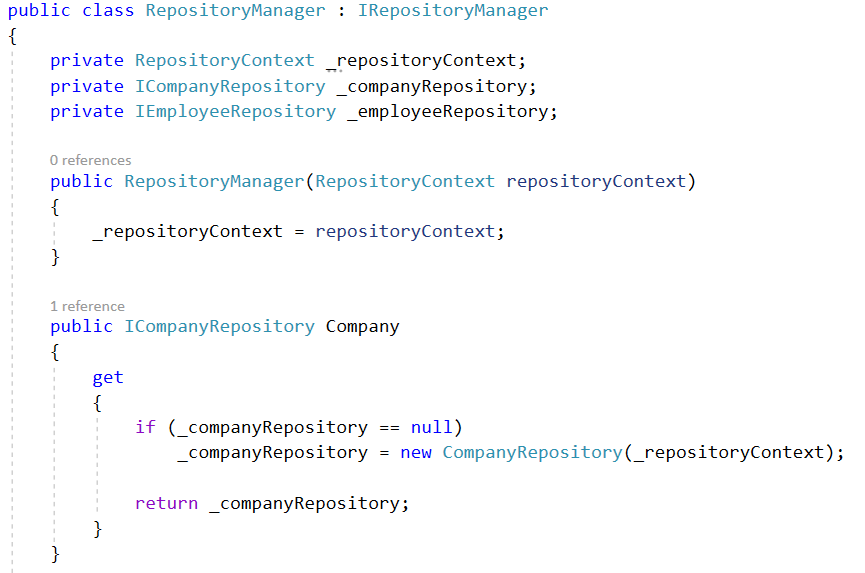 public class RepositoryManager : IRepositoryManager
{
    private RepositoryContext _repositoryContext;
    private ICompanyRepository _companyRepository;
    private IEmployeeRepository _employeeRepository;
    0 references
    public RepositoryManager(RepositoryContext repositoryContext)
    {
        _repositoryContext = repositoryContext;
    }
    1 reference
    public ICompanyRepository Company
    {
        get
        {
            if (_companyRepository == null)
                _companyRepository = new CompanyRepository(_repositoryContext);
            return _companyRepository;
        }
    }